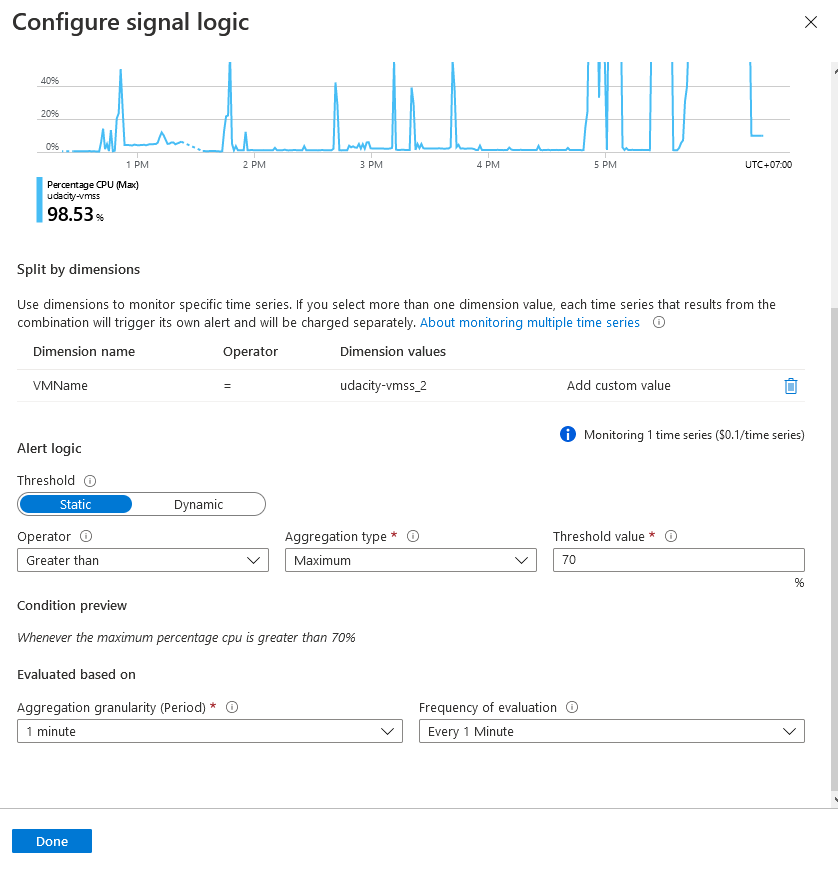 Configure signal logic
40%
20%
0%
1 PM 2 PM 3 PM 4 PM 5 PM UTC+07:00
Percentage CPU (Max)
udacity-vmss
98.53 %
Split by dimensions
Use dimensions to monitor specific time series. If you select more than one dimension value, each time series that results from the
combination will trigger its own alert and will be charged separately. About monitoring multiple time series
Dimension name Operator Dimension values
VMName = udacity-vmss_2 Add custom value
Monitoring 1 time series ($0.1/time series)
Alert logic
Threshold
Static Dynamic
Operator Aggregation type * Threshold value *
Greater than Maximum 70
%
Condition preview
Whenever the maximum percentage cpu is greater than 70%
Evaluated based on
Aggregation granularity (Period) * Frequency of evaluation
1 minute Every 1 Minute
Done